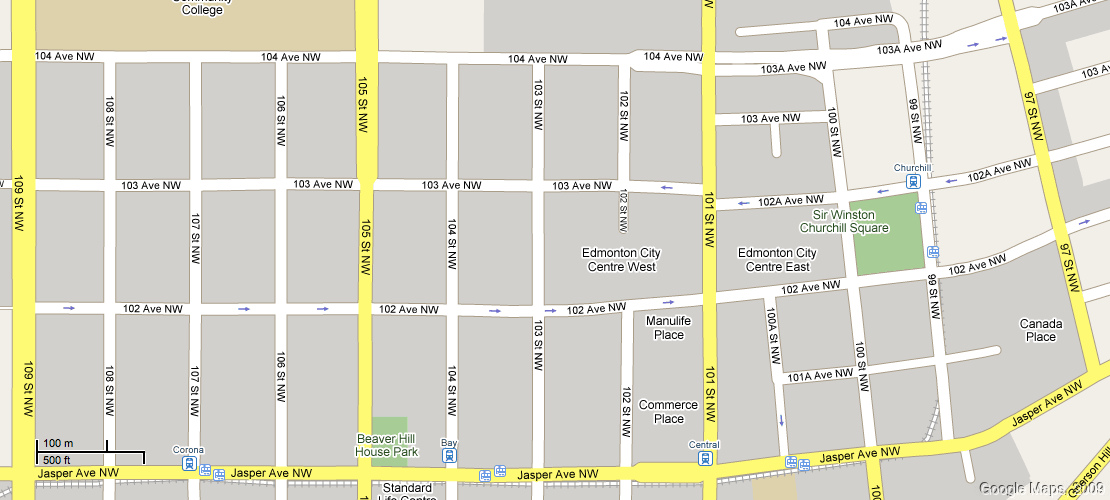 Community
College
104 Ave NW
103A Ave NW
104 Ave NW
104 Ave NW
104 Ave NW
104 Ave NW
103A Ave NW
103A Ave NW
103 A
108 St NW
106 St NW
105 St NW
103 St NW
102 St NW
103 Ave NW
100 St NW
99 St NW
97 St NW
Churchill
102A Ave NW
109 St NW
103 Ave NW
103 Ave NW
103 Ave NW
103 Ave NW
102A Ave NW
107 St NW
105 St NW
104 St NW
102 St NW
101 St NW
Sir Winston
Churchill Square
Edmonton City
Centre West
Edmonton City
Centre East
102 Ave NW
97 St NW
102 Ave NW
102 Ave NW
102 Ave NW
102 Ave NW
99 St NW
Manulife
Place
Canada
Place
109 St NW
108 St NW
107 St NW
106 St NW
104 St NW
103 St NW
102 St NW
101 St NW
100A St NW
100 St NW
101A Ave NW
Commerce
Place
Jasper Ave NW
Beaver Hill
House Park
100 m
500 ft
Corona
Bay
Central
Jasper Ave NW
Jasper Ave NW
Jasper Ave NW
Standard
Life Centre
Google Maps, 2009